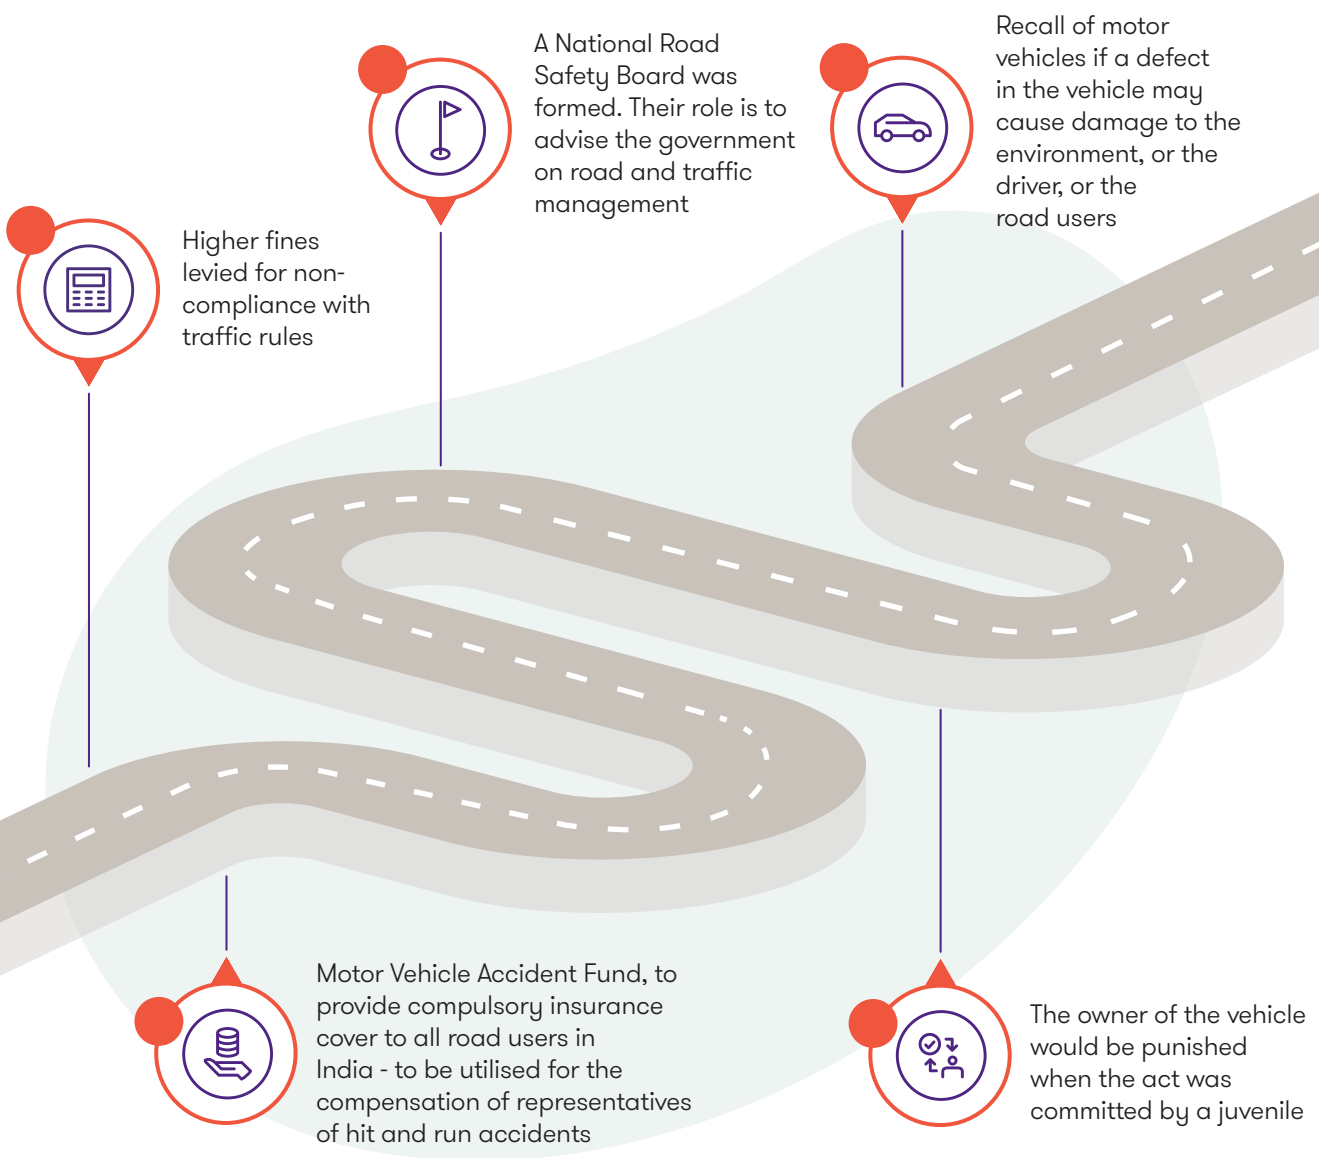 Higher fines
levied for non-
compliance with
traffic rules
A National Road
Safety Board was
formed. Their role is to
advise the government
on road and traffic
management
Recall of motor
vehicles if a defect
in the vehicle may
cause damage to the
environment, or the
driver, or the
road users
Motor Vehicle Accident Fund, to
provide compulsory insurance
cover to all road users in
India - to be utilised for the
compensation of representatives
of hit and run accidents
The owner of the vehicle
would be punished
when the act was
committed by a juvenile